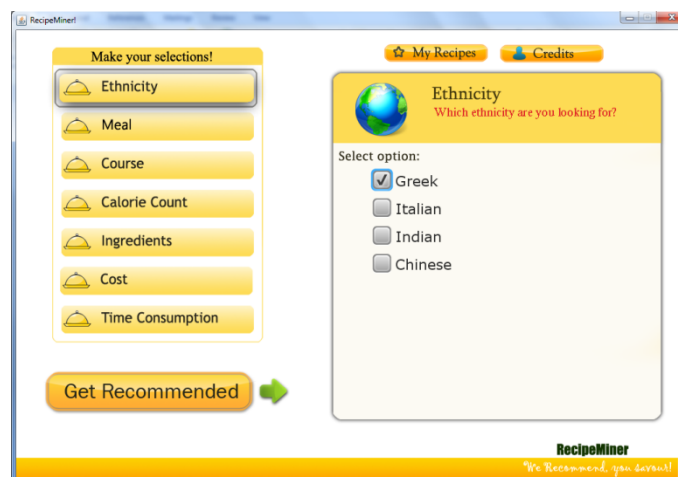 RecipeMiner!
Make your selections!
Ethnicity
Meal
Course
Calorie Count
Ingredients
Cost
Time Consumption
Get Recommended
My Recipes
Credits
Ethnicity
Which ethnicity are you looking for?
Select option:
Greek
Italian
Indian
Chinese
RecipeMiner
We Recommend, you savour!